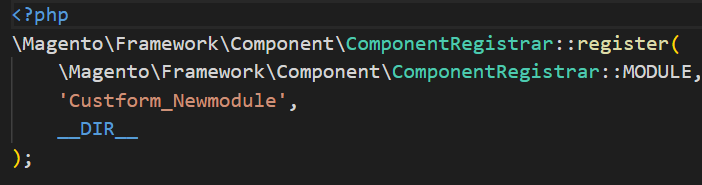 <?php
\Magento\Framework\Component\ComponentRegistrar::register(
    \Magento\Framework\Component\ComponentRegistrar::MODULE,
    'Custform_Newmodule',
    __DIR__
);